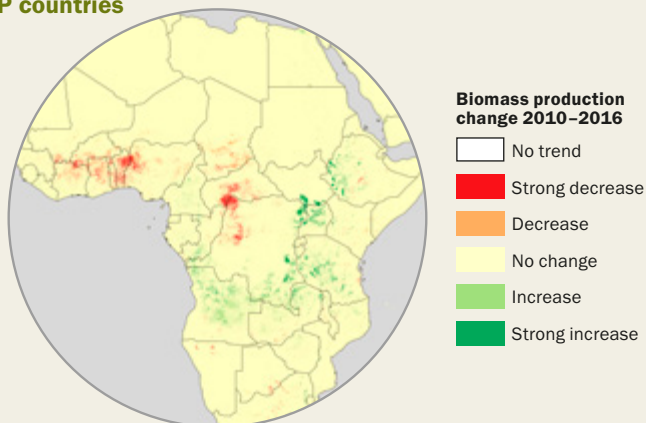 P countries
Biomass production
change 2010–2016
No trend
Strong decrease
Decrease
No change
Increase
Strong increase